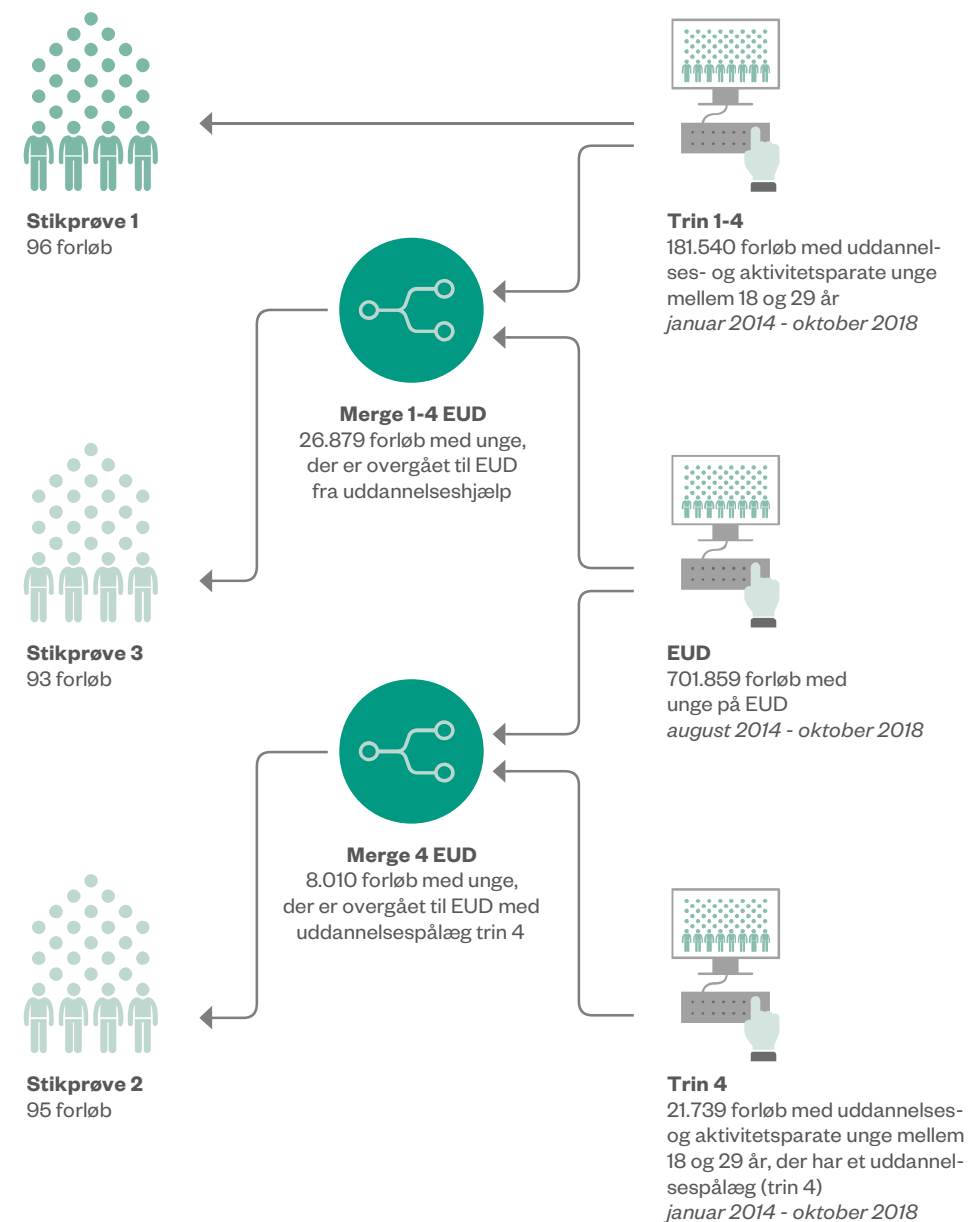 Stikprøve 1
96 forløb
Trin 1-4
181.540 forløb med uddannel-
ses- og aktivitetsparate unge
mellem 18 og 29 år
januar 2014 - oktober 2018
Merge 1-4 EUD
26.879 forløb med unge,
der er overgået til EUD
fra uddannelseshjælp
Stikprøve 3
93 forløb
EUD
701.859 forløb med
unge på EUD
august 2014 - oktober 2018
Merge 4 EUD
8.010 forløb med unge,
der er overgået til EUD med
uddannelsespålæg trin 4
Stikprøve 2
95 forløb
Trin 4
21.739 forløb med uddannelses-
og aktivitetsparate unge mellem
18 og 29 år, der har et uddannel-
sespålæg (trin 4)
januar 2014 - oktober 2018